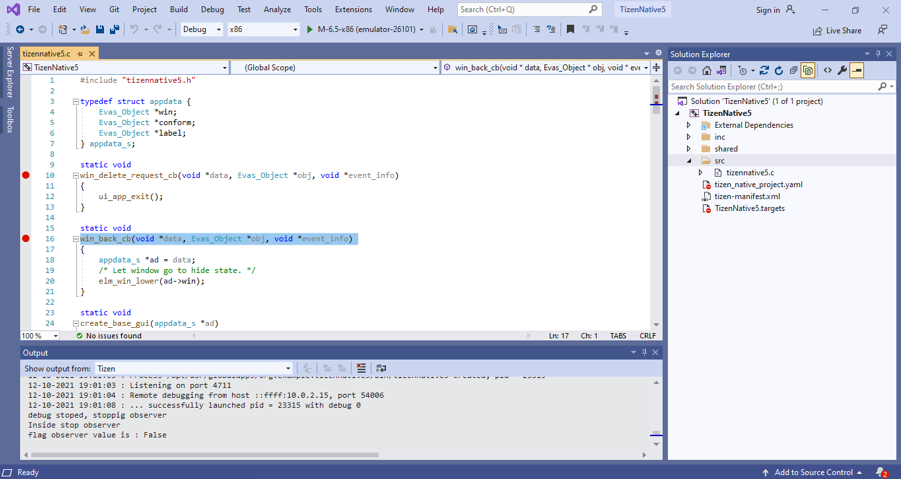 File Edit View Git Project Build Debug Test Analyze Tools Extensions Window Help Search (Ctrl+Q) TizenNative5 Sign in
Debug x86 M-6.5-x86 (emulator-26101) Live Share
Server Explorer
Toolbox
tizennative5.c
TizenNative5 (Global Scope) win_back_cb(void * data, Evas_Object * obj, void * eve
1 #include "tizennative5.h"
2
3 typedef struct appdata {
4 Evas_Object *win;
5 Evas_Object *conform;
6 Evas_Object *label;
7 } appdata_s;
8
9 static void
10 win_delete_request_cb(void *data, Evas_Object *obj, void *event_info)
11 {
12 ui_app_exit();
13 }
14
15 static void
16 win_back_cb(void *data, Evas_Object *obj, void *event_info)
17 {
18 appdata_s *ad = data;
19 /* Let window go to hide state. */
20 elm_win_lower(ad->win);
21 }
22
23 static void
24 create_base_gui(appdata_s *ad)
100 % No issues found Ln: 17 Ch: 1 TABS CRLF
Output
Show output from: Tizen
12-10-2021 19:01:03 : Listening on port 4711
12-10-2021 19:01:04 : Remote debugging from host ::ffff:10.0.2.15, port 54006
12-10-2021 19:01:08 : ... successfully launched pid = 23315 with debug 0
debug stoped, stoppig observer
Inside stop observer
flag observer value is : False
Solution Explorer
Search Solution Explorer (Ctrl+;)
Solution 'TizenNative5' (1 of 1 project)
TizenNative5
External Dependencies
inc
shared
src
tizennative5.c
tizen_native_project.yaml
tizen-manifest.xml
TizenNative5.targets
Ready Add to Source Control 2